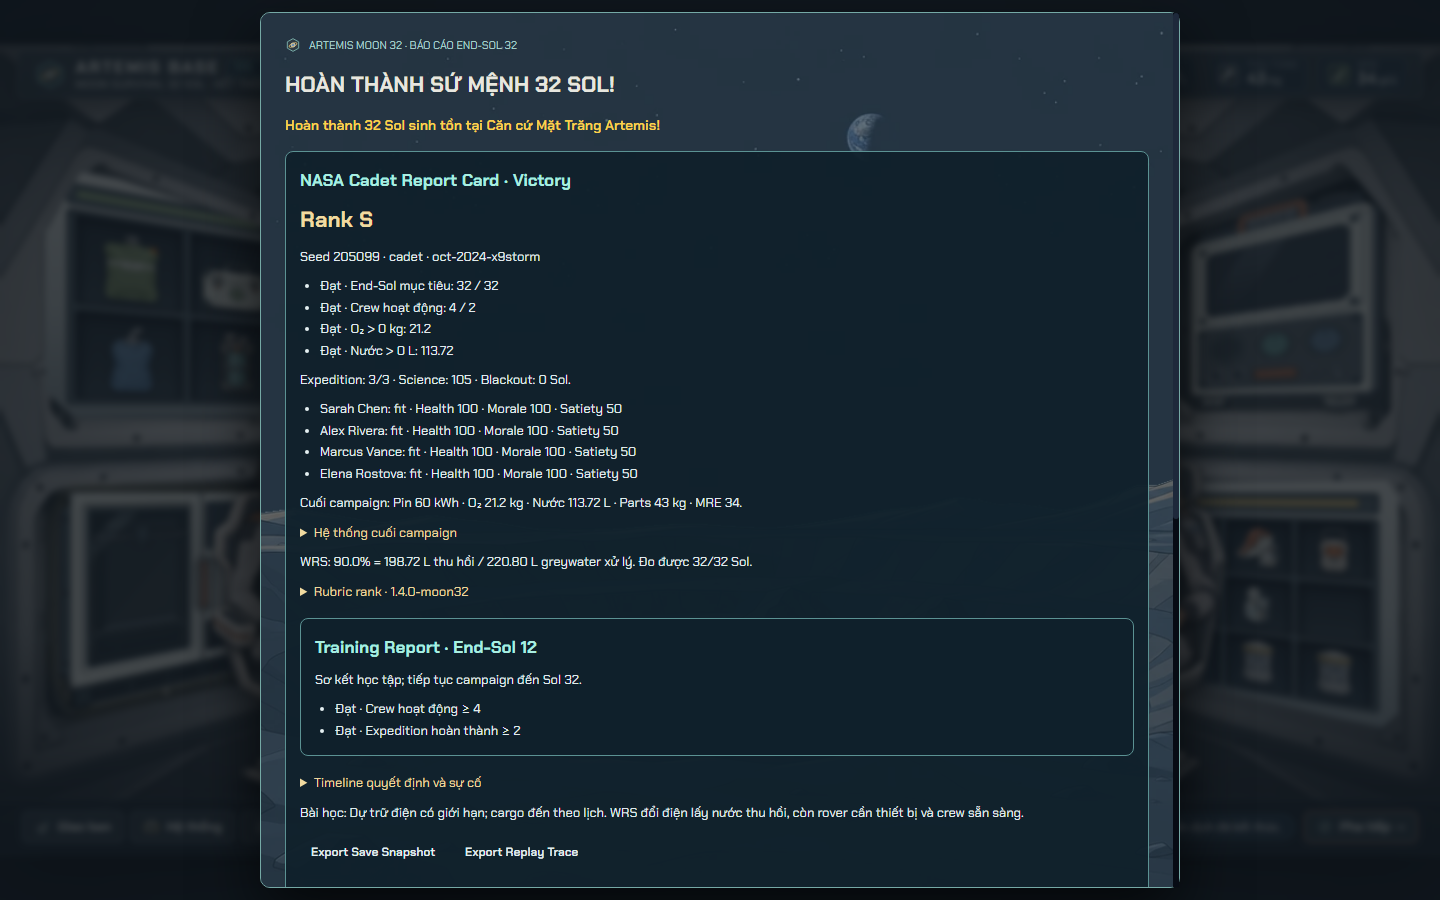 ARTEMIS MOON 32 · BÁO CÁO END-SOL 32
HOÀN THÀNH SỨ MỆNH 32 SOL!
Hoàn thành 32 Sol sinh tồn tại Căn cứ Mặt Trăng Artemis!
NASA Cadet Report Card · Victory
Rank S
Seed 205099 · cadet · oct-2024-x9storm
• Đạt · End-Sol mục tiêu: 32 / 32
• Đạt · Crew hoạt động: 4 / 2
• Đạt · O₂ > 0 kg: 21.2
• Đạt · Nước > 0 L: 113.72
Expedition: 3/3 · Science: 105 · Blackout: 0 Sol.
• Sarah Chen: fit · Health 100 · Morale 100 · Satiety 50
• Alex Rivera: fit · Health 100 · Morale 100 · Satiety 50
• Marcus Vance: fit · Health 100 · Morale 100 · Satiety 50
• Elena Rostova: fit · Health 100 · Morale 100 · Satiety 50
Cuối campaign: Pin 60 kWh · O₂ 21.2 kg · Nước 113.72 L · Parts 43 kg · MRE 34.
▶ Hệ thống cuối campaign
WRS: 90.0% = 198.72 L thu hồi / 220.80 L greywater xử lý. Đo được 32/32 Sol.
▶ Rubric rank · 1.4.0-moon32
Training Report · End-Sol 12
Sơ kết học tập; tiếp tục campaign đến Sol 32.
• Đạt · Crew hoạt động ≥ 4
• Đạt · Expedition hoàn thành ≥ 2
▶ Timeline quyết định và sự cố
Bài học: Dự trữ điện có giới hạn; cargo đến theo lịch. WRS đổi điện lấy nước thu hồi, còn rover cần thiết bị và crew sẵn sàng.
Export Save Snapshot Export Replay Trace
ARTEMIS BASE